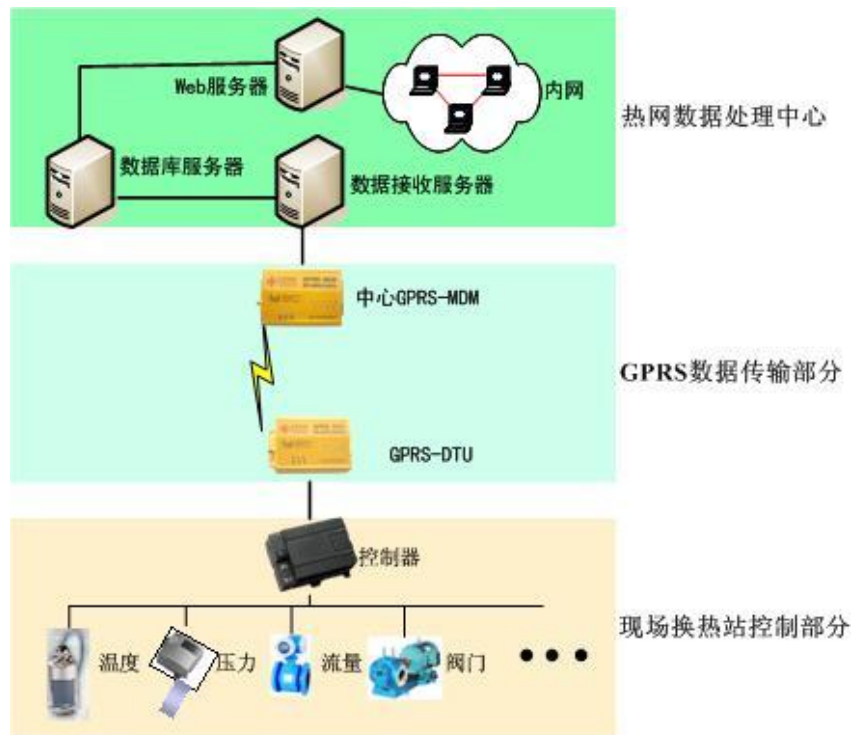 Web服务器
内网
热网数据处理中心
数据库服务器
数据接收服务器
中心GPRS-MDM
GPRS数据传输部分
GPRS-DTU
控制器
现场换热站控制部分
温度
压力
流量
阀门